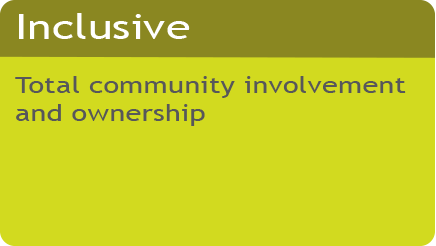 Inclusive
Total community involvement
and ownership